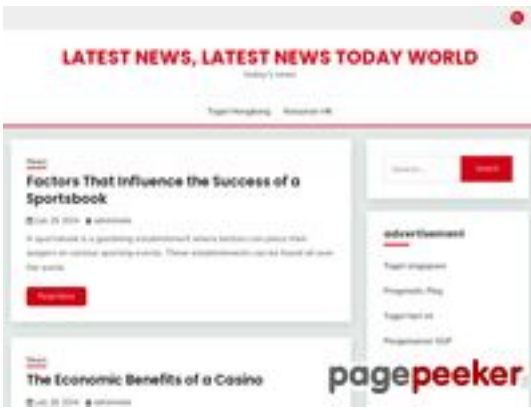 LATEST NEWS, LATEST NEWS TODAY WORLD
today's news
Togel Hongkong Keluaran HK
News
Factors That Influence the Success of a
Sportsbook
A sportsbook is a gambling establishment where bettors can place their
wagers on various sporting events. These establishments can be found all over
the world.
Read More
Search
advertisement
Togel singapore
Pragmatic Play
Togel hari ini
Pengeluaran SGP
News
The Economic Benefits of a Casino
pagepeeker